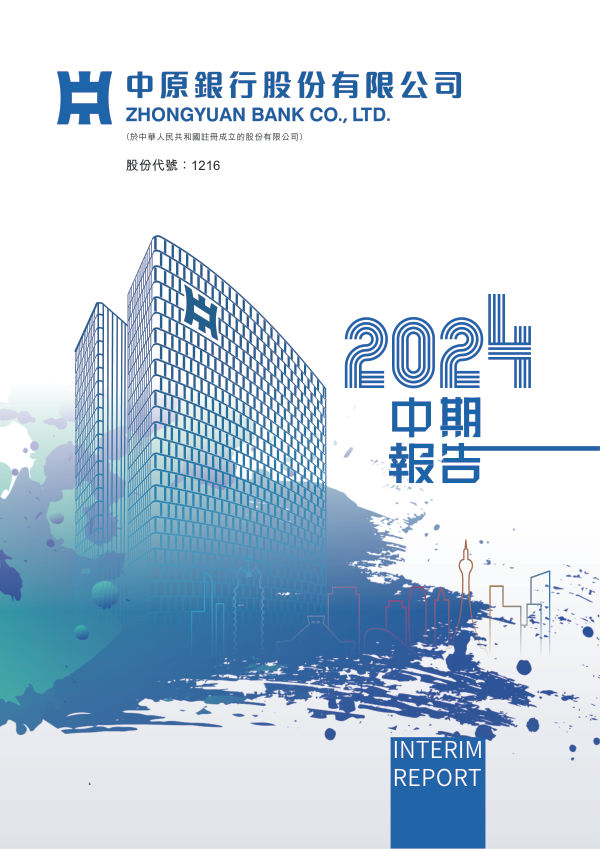 中原銀行股份有限公司
ZHONGYUAN BANK CO., LTD.
(於中華人民共和國註冊成立的股份有限公司)
股份代號：1216
2024
中期
報告
INTERIM
REPORT